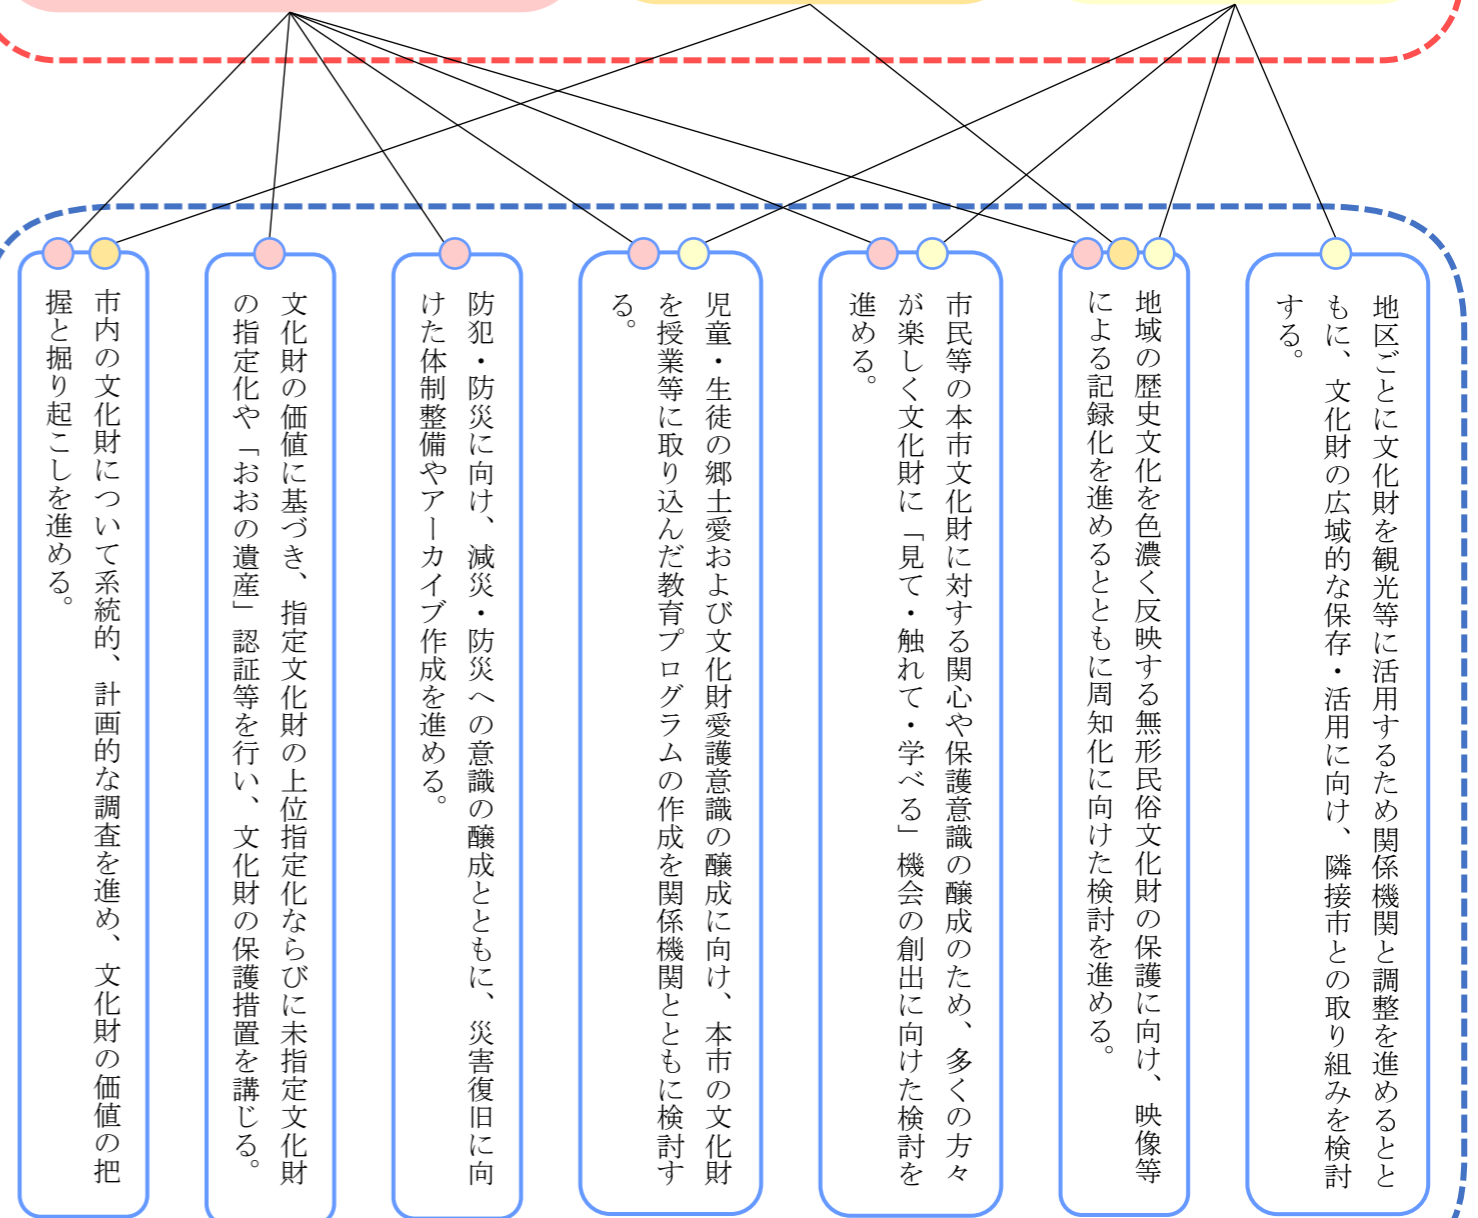 地区ごとに文化財を観光等に活用するため関係機関と調整を進めるとと
もに、文化財の広域的な保存・活用に向け、隣接市との取り組みを検討
する。
地域の歴史文化を色濃く反映する無形民俗文化財の保護に向け、映像等
による記録化を進めるとともに周知化に向けた検討を進める。
市民等の本市文化財に対する関心や保護意識の醸成のため、多くの方々
が楽しく文化財に「見て・触れて・学べる」機会の創出に向けた検討を
進める。
児童・生徒の郷土愛および文化財愛護意識の醸成に向け、本市の文化財
を授業等に取り込んだ教育プログラムの作成を関係機関とともに検討す
る。
防犯・防災に向け、減災・防災への意識の醸成とともに、災害復旧に向
けた体制整備やアーカイブ作成を進める。
文化財の価値に基づき、指定文化財の上位指定化ならびに未指定文化財
の指定化や「おおの遺産」認証等を行い、文化財の保護措置を講じる。
市内の文化財について系統的、計画的な調査を進め、文化財の価値の把
握と掘り起こしを進める。